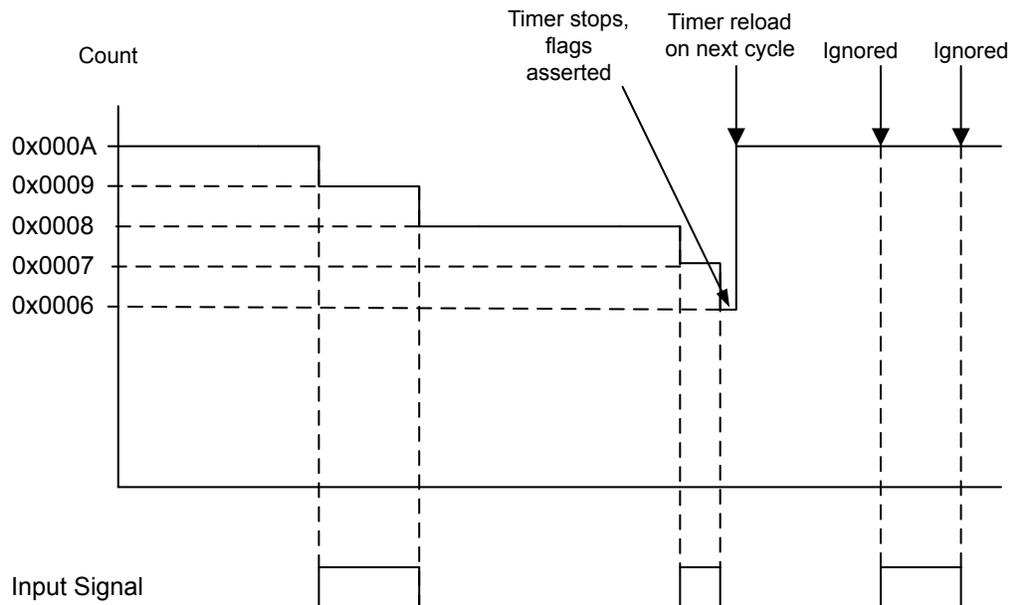 Timer stops,
flags
asserted
Timer reload
on next cycle
Ignored
Ignored
Count
0x000A
0x0009
0x0008
0x0007
0x0006
Input Signal